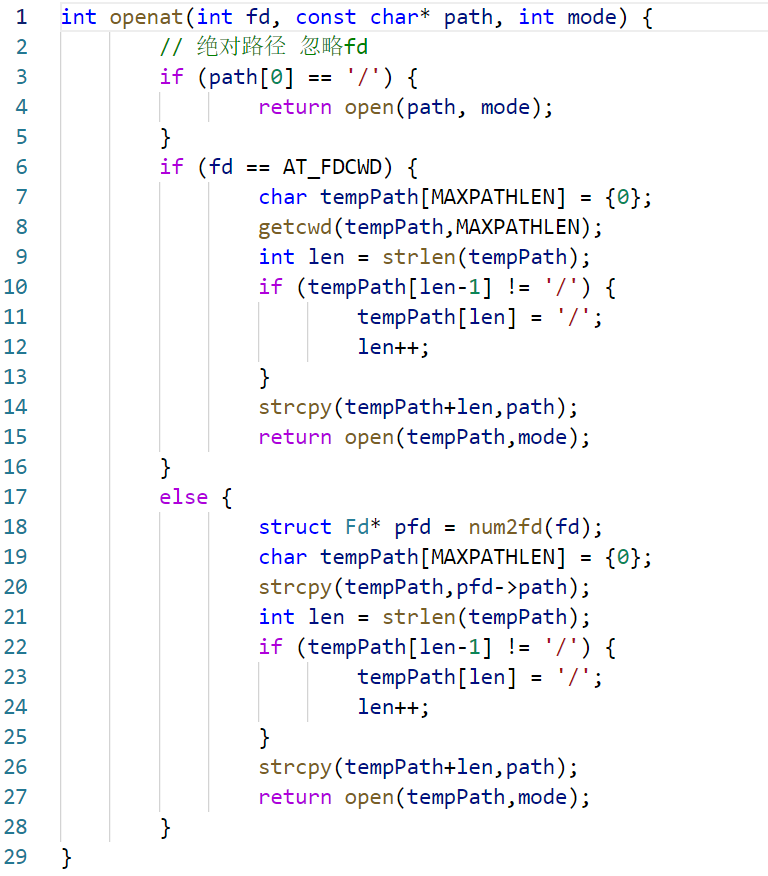 1 int openat(int fd, const char* path, int mode) {
2 // 绝对路径 忽略fd
3 if (path[0] == '/') {
4 return open(path, mode);
5 }
6 if (fd == AT_FDCWD) {
7 char tempPath[MAXPATHLEN] = {0};
8 getcwd(tempPath,MAXPATHLEN);
9 int len = strlen(tempPath);
10 if (tempPath[len-1] != '/') {
11 tempPath[len] = '/';
12 len++;
13 }
14 strcpy(tempPath+len,path);
15 return open(tempPath,mode);
16 }
17 else {
18 struct Fd* pfd = num2fd(fd);
19 char tempPath[MAXPATHLEN] = {0};
20 strcpy(tempPath,pfd->path);
21 int len = strlen(tempPath);
22 if (tempPath[len-1] != '/') {
23 tempPath[len] = '/';
24 len++;
25 }
26 strcpy(tempPath+len,path);
27 return open(tempPath,mode);
28 }
29 }